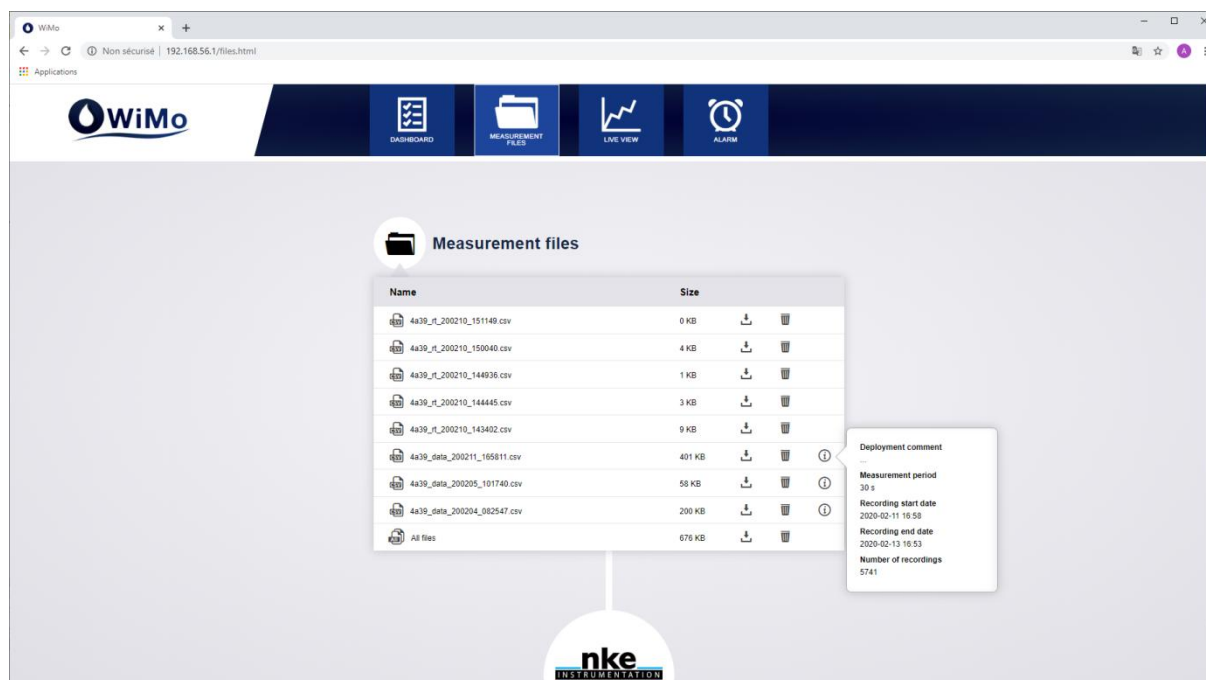 WiMo
Non sécurisé | 192.168.56.1/files.html
A
Applications
WiMo
DASHBOARD
MEASUREMENT
FILES
LIVE VIEW
ALARM
Measurement files
Name Size
4a39_rt_200210_151149.csv 0 KB
4a39_rt_200210_150040.csv 4 KB
4a39_rt_200210_144936.csv 1 KB
4a39_rt_200210_144445.csv 3 KB
4a39_rt_200210_143402.csv 9 KB
4a39_data_200211_165811.csv 401 KB
4a39_data_200205_101740.csv 58 KB
4a39_data_200204_082547.csv 200 KB
All files 676 KB
Deployment comment
...
Measurement period
30 s
Recording start date
2020-02-11 16:58
Recording end date
2020-02-13 16:53
Number of recordings
5741
nke
INSTRUMENTATION